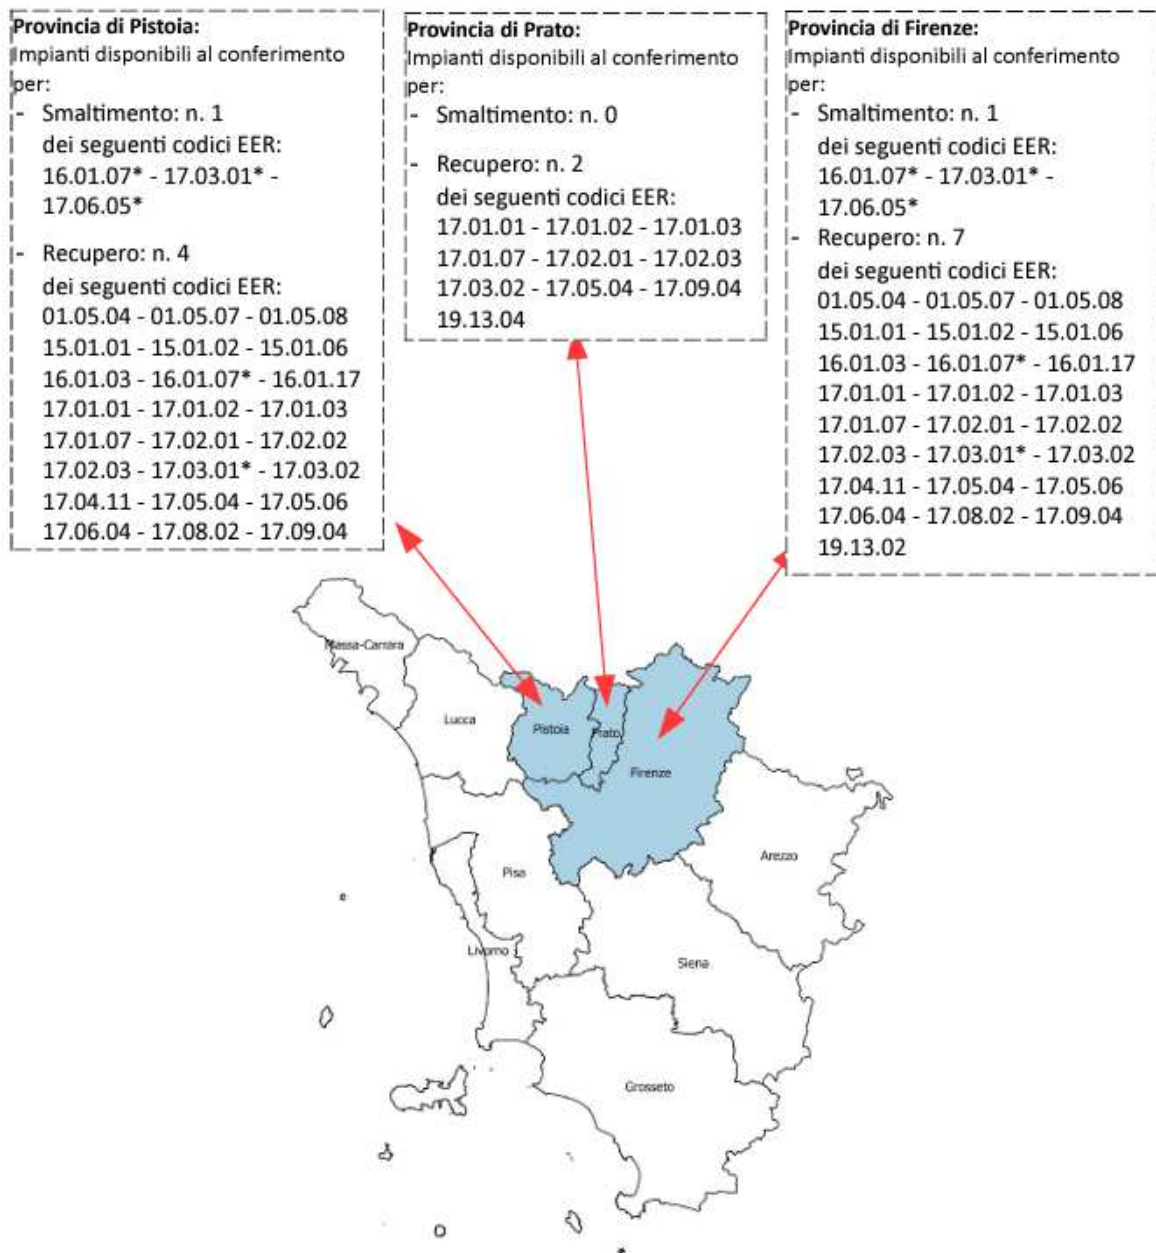 Provincia di Pistoia:
Impianti disponibili al conferimento
per:
- Smaltimento: n. 1
dei seguenti codici EER:
16.01.07* - 17.03.01* -
17.06.05*
- Recupero: n. 4
dei seguenti codici EER:
01.05.04 - 01.05.07 - 01.05.08
15.01.01 - 15.01.02 - 15.01.06
16.01.03 - 16.01.07* - 16.01.17
17.01.01 - 17.01.02 - 17.01.03
17.01.07 - 17.02.01 - 17.02.02
17.02.03 - 17.03.01* - 17.03.02
17.04.11 - 17.05.04 - 17.05.06
17.06.04 - 17.08.02 - 17.09.04
Provincia di Prato:
Impianti disponibili al conferimento
per:
- Smaltimento: n. 0
- Recupero: n. 2
dei seguenti codici EER:
17.01.01 - 17.01.02 - 17.01.03
17.01.07 - 17.02.01 - 17.02.03
17.03.02 - 17.05.04 - 17.09.04
19.13.04
Provincia di Firenze:
Impianti disponibili al conferimento
per:
- Smaltimento: n. 1
dei seguenti codici EER:
16.01.07* - 17.03.01* -
17.06.05*
- Recupero: n. 7
dei seguenti codici EER:
01.05.04 - 01.05.07 - 01.05.08
15.01.01 - 15.01.02 - 15.01.06
16.01.03 - 16.01.07* - 16.01.17
17.01.01 - 17.01.02 - 17.01.03
17.01.07 - 17.02.01 - 17.02.02
17.02.03 - 17.03.01* - 17.03.02
17.04.11 - 17.05.04 - 17.05.06
17.06.04 - 17.08.02 - 17.09.04
19.13.02
Massa-Carrara
Lucca
Pistoia
Prato
Firenze
Arezzo
Pisa
Livorno
Siena
Grosseto